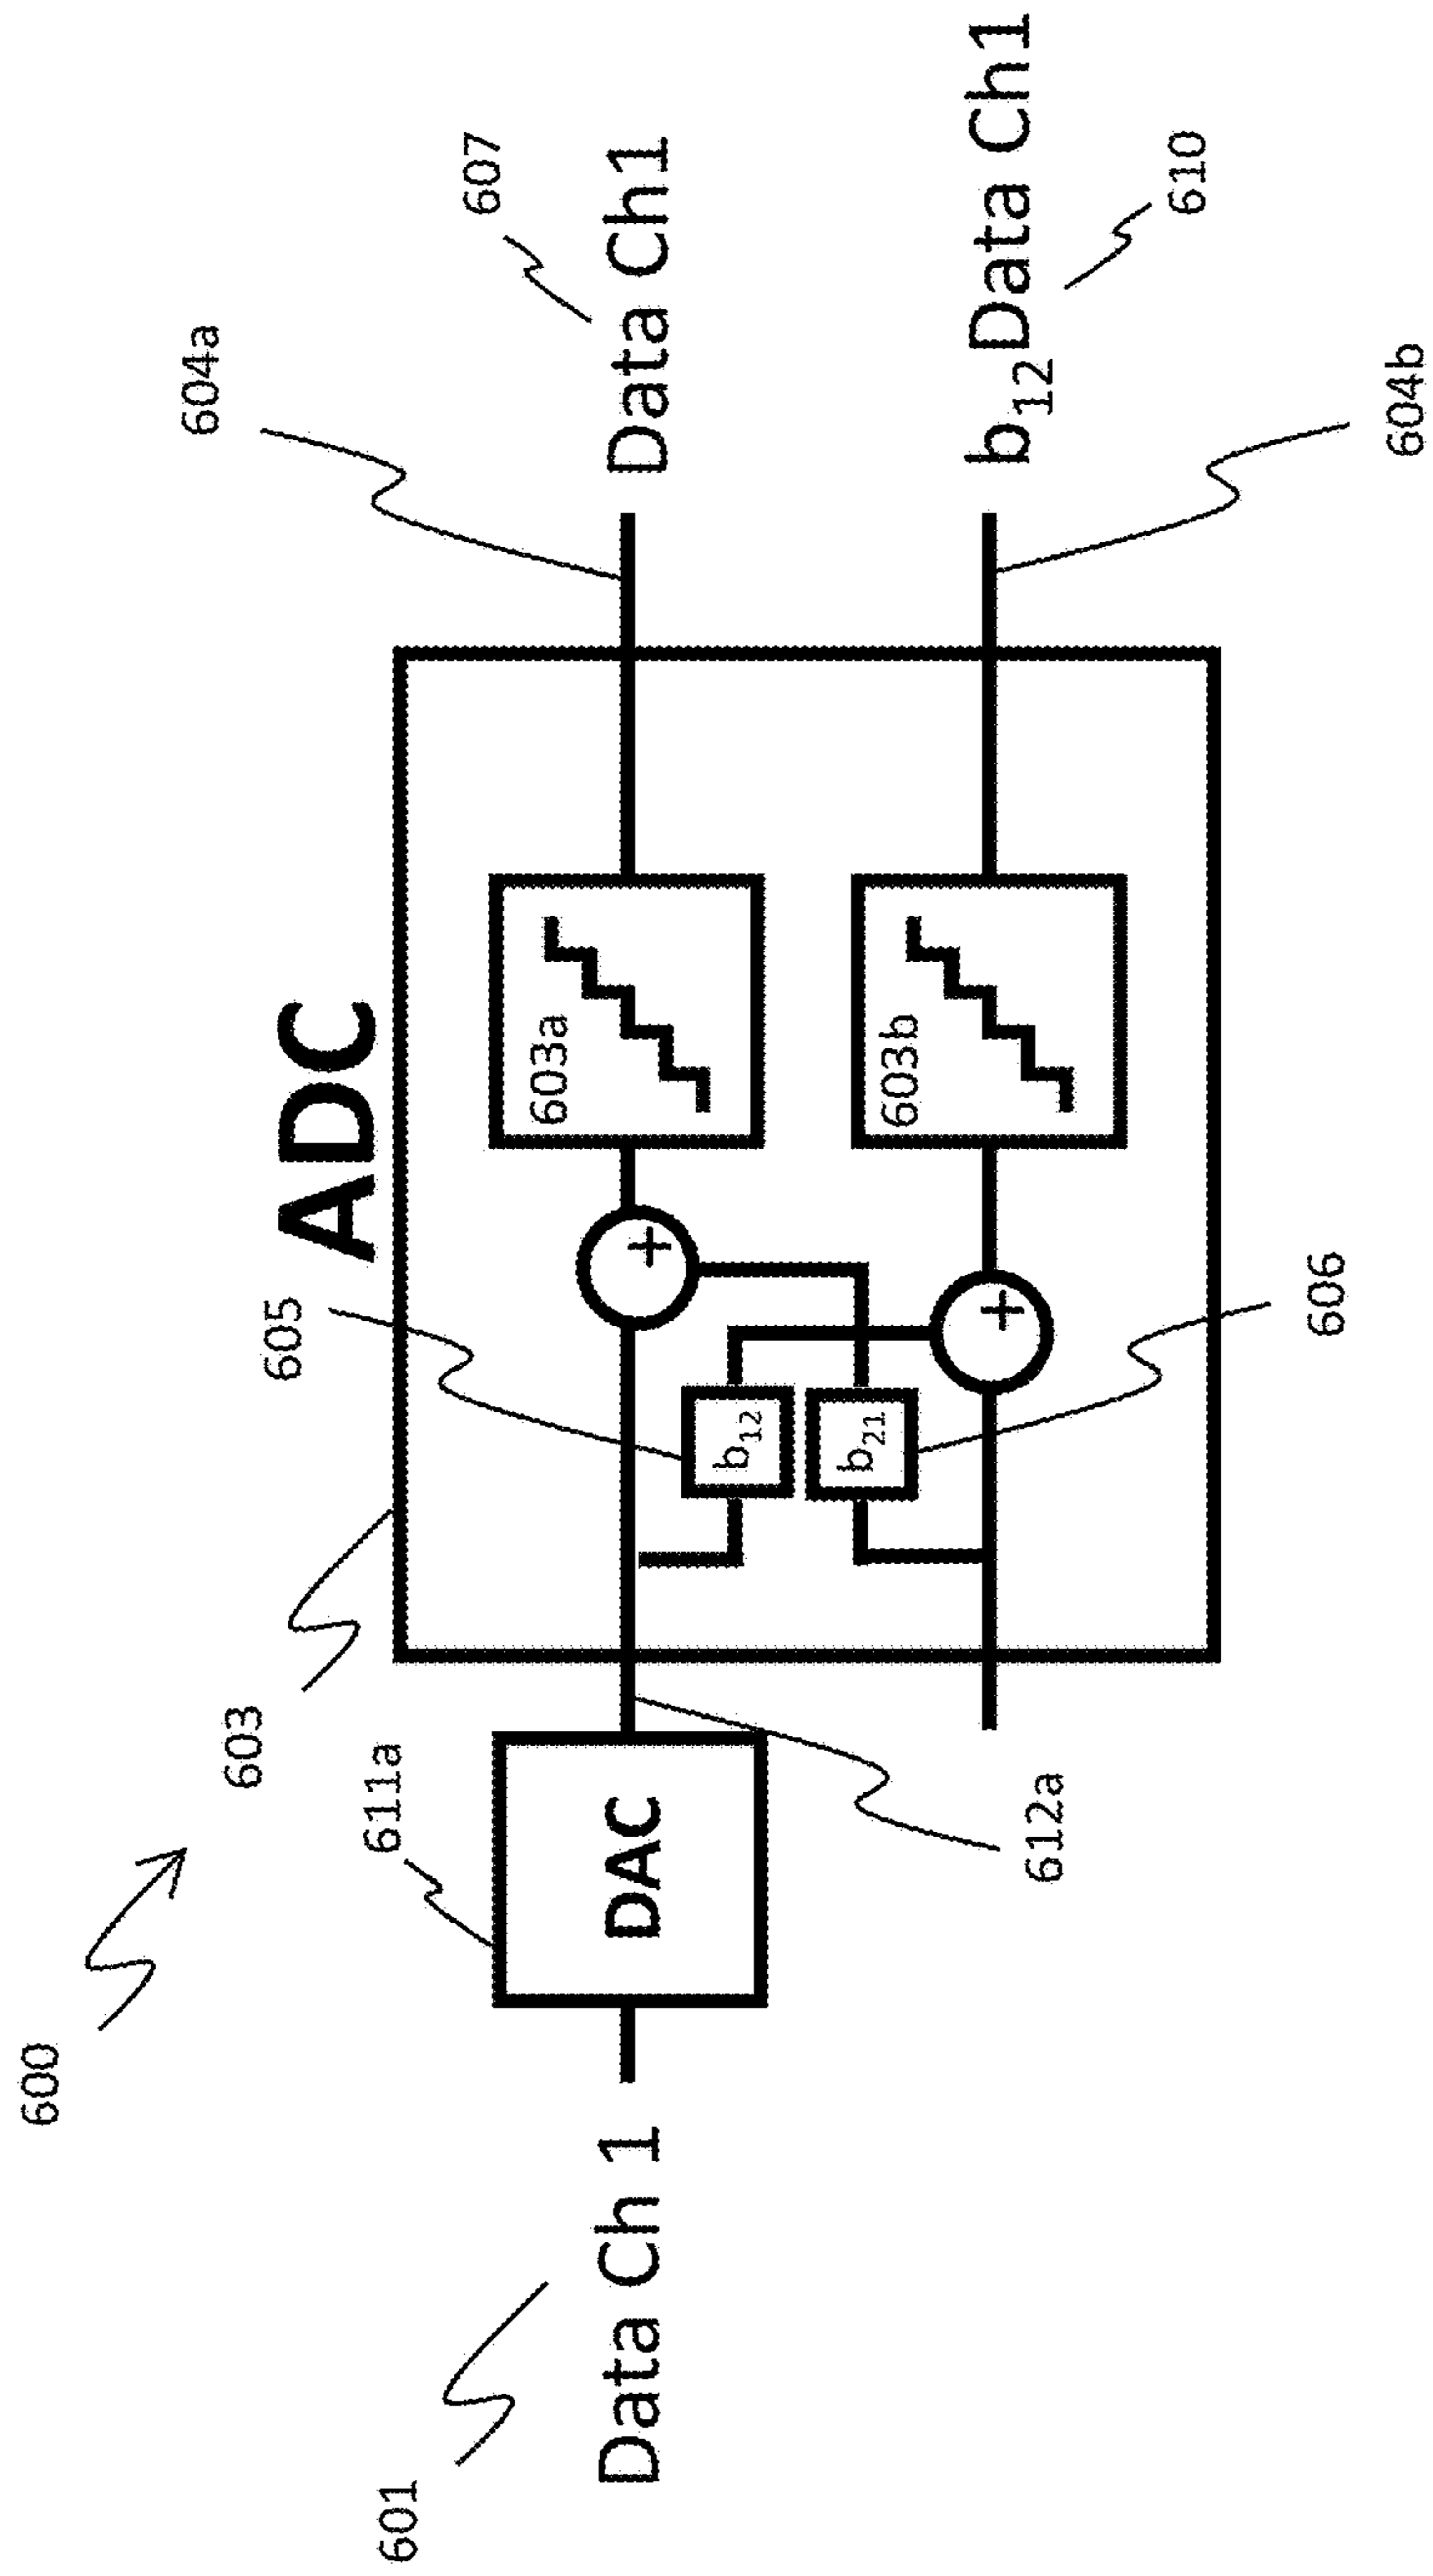 600
ADC
603
605
604a
607
611a
603a
601
Data Ch 1
DAC
Data Ch1
b12
b21
603b
b12Data Ch1
612a
606
604b
610